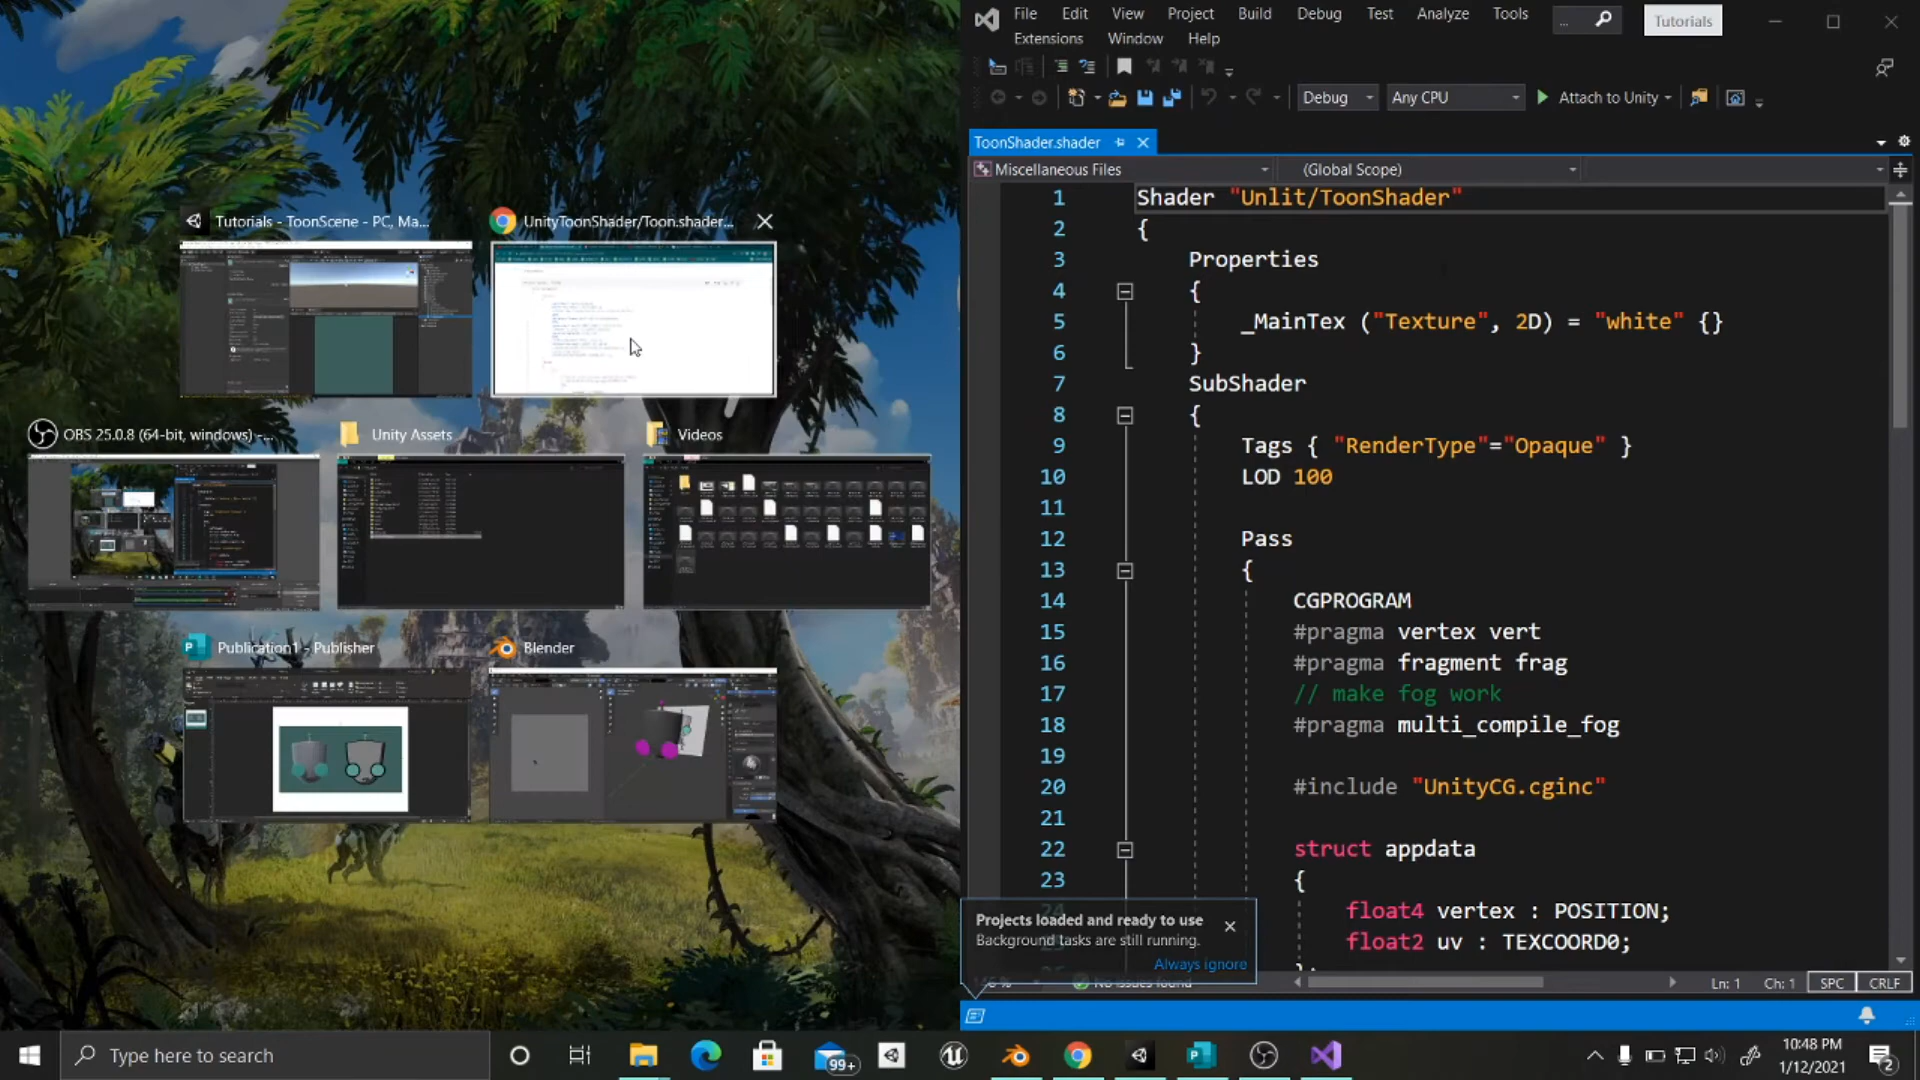 File Edit View Project Build Debug Test Analyze Tools
...
Tutorials
Extensions Window Help
Debug
Any CPU
Attach to Unity
ToonShader.shader
Miscellaneous Files
(Global Scope)
1 Shader "Unlit/ToonShader"
2 {
3 Properties
4 {
5 _MainTex ("Texture", 2D) = "white" {}
6 }
7 SubShader
8 {
9 Tags { "RenderType"="Opaque" }
10 LOD 100
11
12 Pass
13 {
14 CGPROGRAM
15 #pragma vertex vert
16 #pragma fragment frag
17 // make fog work
18 #pragma multi_compile_fog
19
20 #include "UnityCG.cginc"
21
22 struct appdata
23 {
float4 vertex : POSITION;
float2 uv : TEXCOORD0;
};
Projects loaded and ready to use
Background tasks are still running.
Always ignore
No issues found
Ln: 1 Ch: 1 SPC CRLF
Tutorials - ToonScene - PC, Ma...
UnityToonShader/Toon.shader...
OBS 25.0.8 (64-bit, windows) -...
Unity Assets
Videos
Publication1 - Publisher
Blender
Type here to search
99+
10:48 PM
1/12/2021
2